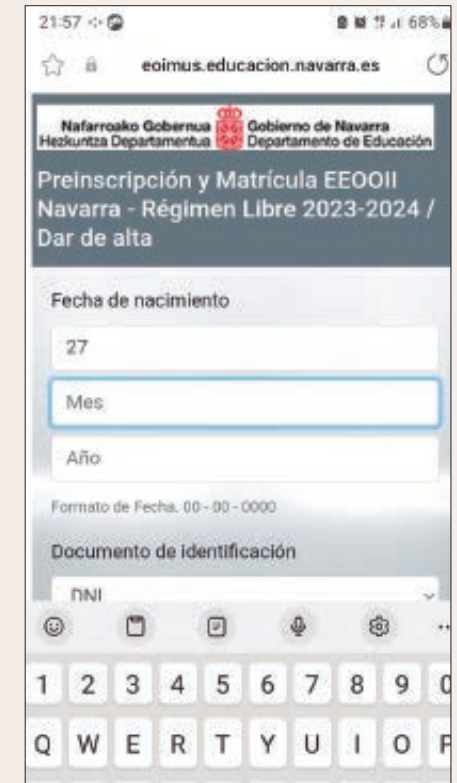 21:57
68%
eoimus.educacion.navarra.es
Nafarroako Gobernua
Hezkuntza Departamentua
Gobierno de Navarra
Departamento de Educación
Preinscripción y Matrícula EEOOII
Navarra - Régimen Libre 2023-2024 /
Dar de alta
Fecha de nacimiento
27
Mes
Año
Formato de Fecha. 00 - 00 - 0000
Documento de identificación
DNI
1 2 3 4 5 6 7 8 9 0
Q W E R T Y U I O P